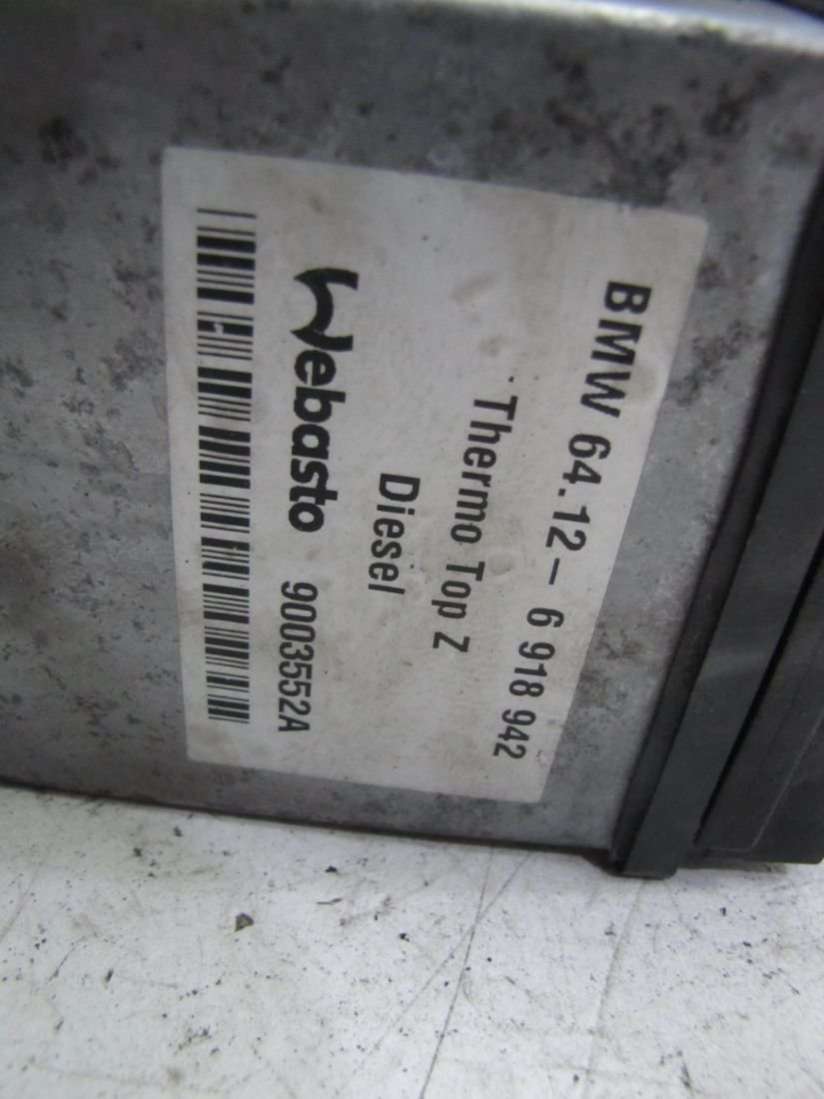 BMW 64.12 – 6 918 942
Thermo Top Z
Diesel
Webasto 9003552A